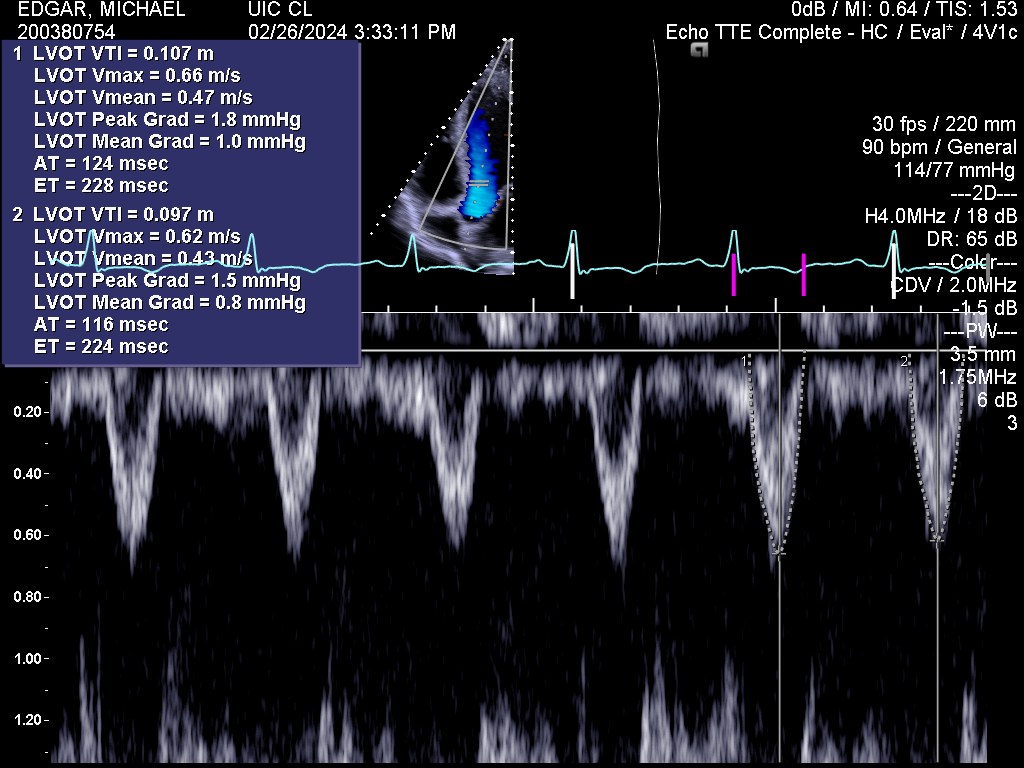 EDGAR, MICHAEL
UIC CL
0dB / MI: 0.64 / TIS: 1.53
200380754
02/26/2024 3:33:11 PM
Echo TTE Complete - HC / Eval* / 4V1c
1 LVOT VTI = 0.107 m
LVOT Vmax = 0.66 m/s
LVOT Vmean = 0.47 m/s
LVOT Peak Grad = 1.8 mmHg
LVOT Mean Grad = 1.0 mmHg
AT = 124 msec
ET = 228 msec
2 LVOT VTI = 0.097 m
LVOT Vmax = 0.62 m/s
LVOT Vmean = 0.43 m/s
LVOT Peak Grad = 1.5 mmHg
LVOT Mean Grad = 0.8 mmHg
AT = 116 msec
ET = 224 msec
30 fps / 220 mm
90 bpm / General
114/77 mmHg
---2D---
H4.0MHz / 18 dB
DR: 65 dB
---Color---
CDV / 2.0MHz
-1.5 dB
---PW---
3.5 mm
1.75MHz
6 dB
3
1
2
0.20
0.40
0.60
0.80
1.00
1.20